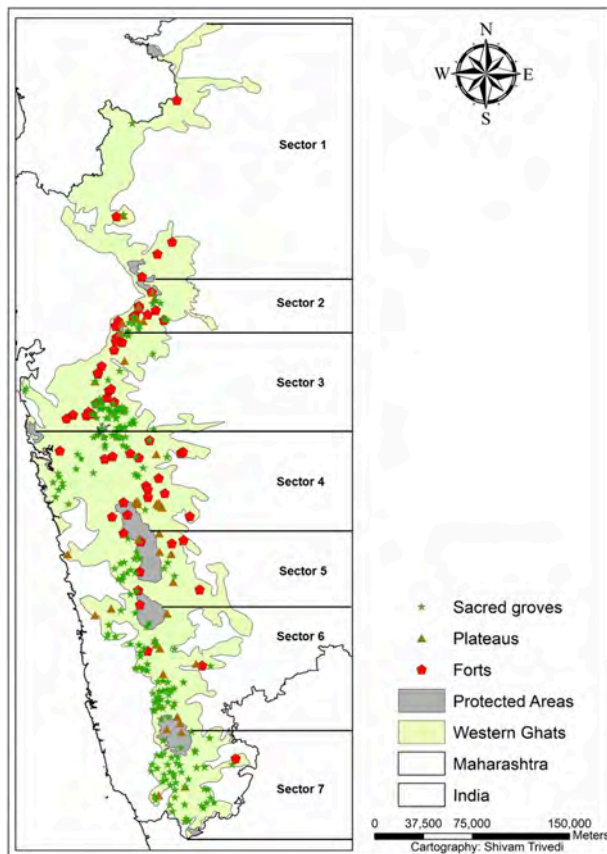 N
W E
S
Sector 1
Sector 2
Sector 3
Sector 4
Sector 5
Sector 6
Sector 7
Sacred groves
Plateaus
Forts
Protected Areas
Western Ghats
Maharashtra
India
0 37,500 75,000 150,000
Meters
Cartography: Shivam Trivedi